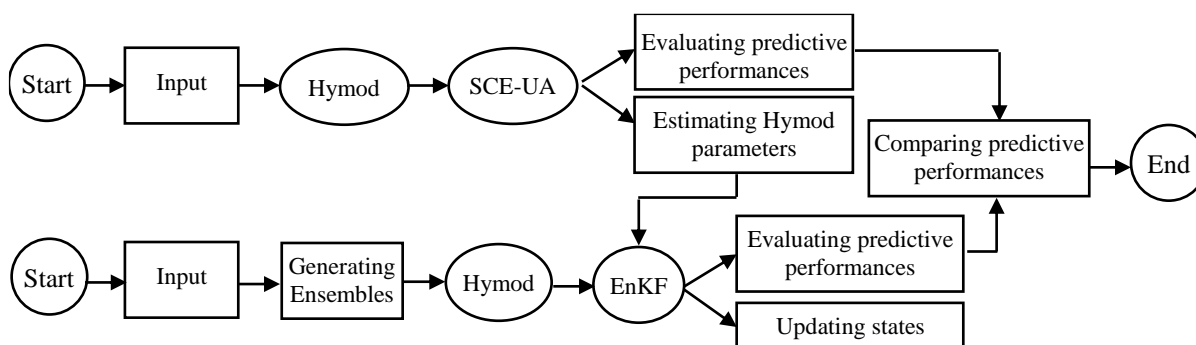 Start
Input
Hymod
SCE-UA
Evaluating predictive
performances
Estimating Hymod
parameters
Comparing predictive
performances
End
Start
Input
Generating
Ensembles
Hymod
EnKF
Evaluating predictive
performances
Updating states